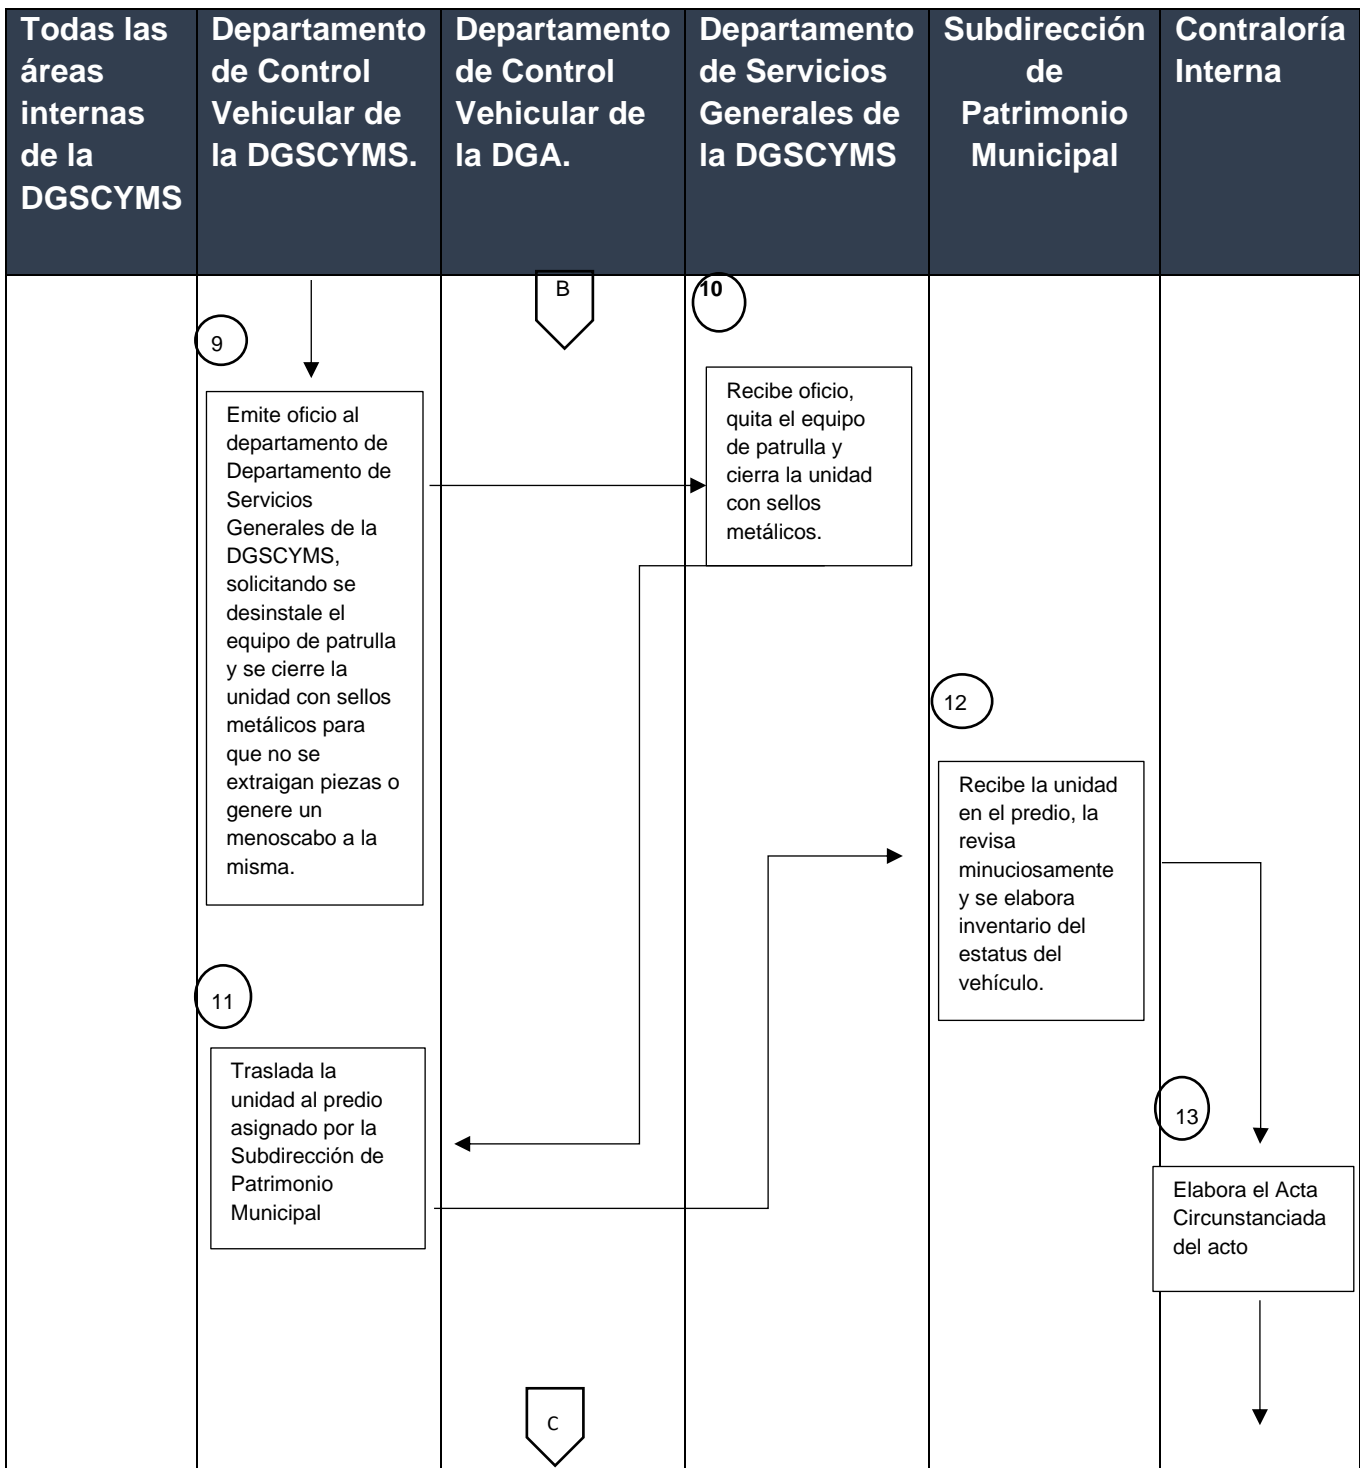 Todas las
áreas
internas
de la
DGSCYMS
Departamento
de Control
Vehicular de
la DGSCYMS.
Departamento
de Control
Vehicular de
la DGA.
Departamento
de Servicios
Generales de
la DGSCYMS
Subdirección
de
Patrimonio
Municipal
Contraloría
Interna
B
9
Emite oficio al
departamento de
Departamento de
Servicios
Generales de la
DGSCYMS,
solicitando se
desinstale el
equipo de patrulla
y se cierre la
unidad con sellos
metálicos para
que no se
extraigan piezas o
genere un
menoscabo a la
misma.
10
Recibe oficio,
quita el equipo
de patrulla y
cierra la unidad
con sellos
metálicos.
11
Traslada la
unidad al predio
asignado por la
Subdirección de
Patrimonio
Municipal
12
Recibe la unidad
en el predio, la
revisa
minuciosamente
y se elabora
inventario del
estatus del
vehículo.
13
Elabora el Acta
Circunstanciada
del acto
C